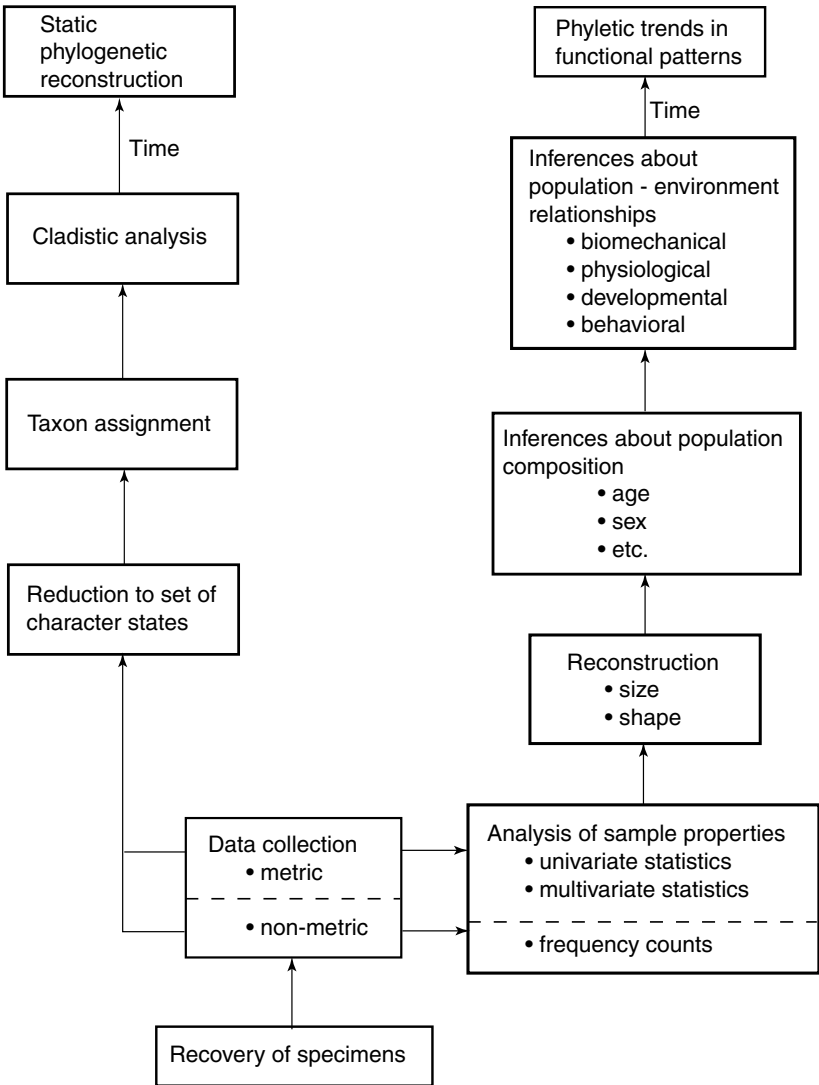 Static
phylogenetic
reconstruction
Time
Cladistic analysis
Taxon assignment
Reduction to set of
character states
Phyletic trends in
functional patterns
Time
Inferences about
population - environment
relationships
• biomechanical
• physiological
• developmental
• behavioral
Inferences about population
composition
• age
• sex
• etc.
Reconstruction
• size
• shape
Data collection
• metric
• non-metric
Analysis of sample properties
• univariate statistics
• multivariate statistics
• frequency counts
Recovery of specimens